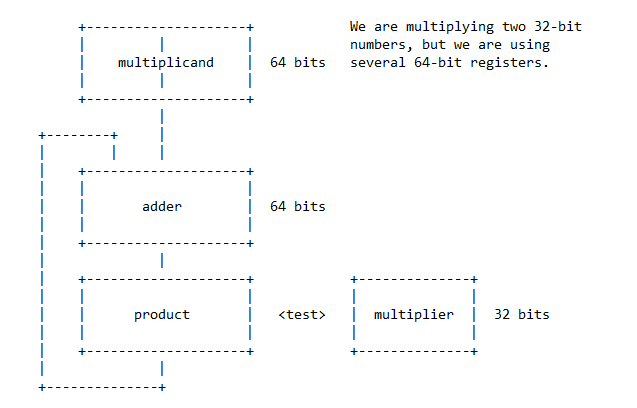 We are multiplying two 32-bit
numbers, but we are using
multiplicand 64 bits several 64-bit registers.
adder 64 bits
product <test> multiplier 32 bits